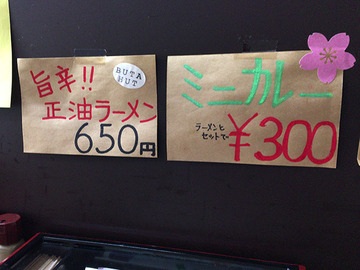 旨辛!!
BUTA
HUT
正油ラーメン
650円
ミニカレー
ラーメンと
セットで
¥300